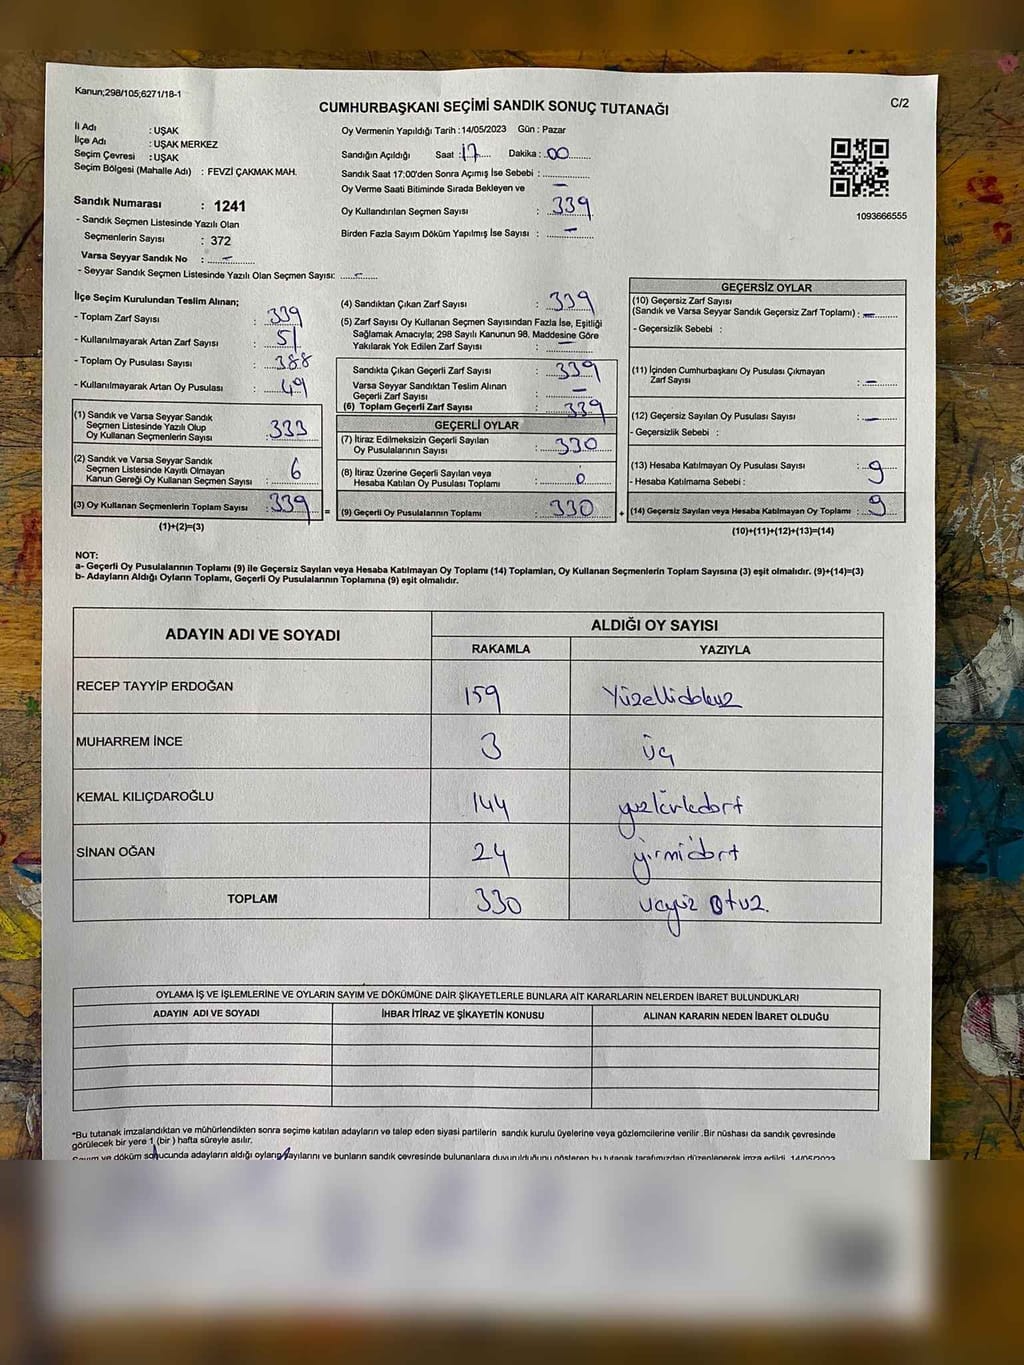 Kanun;298/105;6271/18-1
C/2
CUMHURBAŞKANI SEÇİMİ SANDIK SONUÇ TUTANAĞI
İl Adı : UŞAK
İlçe Adı : UŞAK MERKEZ
Seçim Çevresi : UŞAK
Seçim Bölgesi (Mahalle Adı) : FEVZİ ÇAKMAK MAH.
Sandık Numarası : 1241
- Sandık Seçmen Listesinde Yazılı Olan
Seçmenlerin Sayısı : 372
Varsa Seyyar Sandık No : -
- Seyyar Sandık Seçmen Listesinde Yazılı Olan Seçmen Sayısı: -
Oy Vermenin Yapıldığı Tarih : 14/05/2023 Gün : Pazar
Sandığın Açıldığı Saat : 17 Dakika : 00
Sandık Saat 17:00'den Sonra Açımış İse Sebebi :
Oy Verme Saati Bitiminde Sırada Bekleyen ve -
Oy Kullandırılan Seçmen Sayısı : 339
Birden Fazla Sayım Döküm Yapılmış İse Sayısı : -
1093666555
İlçe Seçim Kurulundan Teslim Alınan;
- Toplam Zarf Sayısı : 339
- Kullanılmayarak Artan Zarf Sayısı : 51
- Toplam Oy Pusulası Sayısı : 388
- Kullanılmayarak Artan Oy Pusulası : 49
(1) Sandık ve Varsa Seyyar Sandık
Seçmen Listesinde Yazılı Olup
Oy Kullanan Seçmenlerin Sayısı : 333
(2) Sandık ve Varsa Seyyar Sandık
Seçmen Listesinde Kayıtlı Olmayan
Kanun Gereği Oy Kullanan Seçmen Sayısı : 6
(3) Oy Kullanan Seçmenlerin Toplam Sayısı : 339 =
(1)+(2)=(3)
(4) Sandıktan Çıkan Zarf Sayısı : 339
(5) Zarf Sayısı Oy Kullanan Seçmen Sayısından Fazla İse, Eşitliği
Sağlamak Amacıyla; 298 Sayılı Kanunun 98. Maddesine Göre
Yakılarak Yok Edilen Zarf Sayısı : -
Sandıkta Çıkan Geçerli Zarf Sayısı : 339
Varsa Seyyar Sandıktan Teslim Alınan
Geçerli Zarf Sayısı : -
(6) Toplam Geçerli Zarf Sayısı : 339
GEÇERLİ OYLAR
(7) İtiraz Edilmeksizin Geçerli Sayılan
Oy Pusulalarının Sayısı : 330
(8) İtiraz Üzerine Geçerli Sayılan veya
Hesaba Katılan Oy Pusulası Toplamı : 0
(9) Geçerli Oy Pusulalarının Toplamı : 330 +
GEÇERSİZ OYLAR
(10) Geçersiz Zarf Sayısı
(Sandık ve Varsa Seyyar Sandık Geçersiz Zarf Toplamı) : -
- Geçersizlik Sebebi :
(11) İçinden Cumhurbaşkanı Oy Pusulası Çıkmayan
Zarf Sayısı : -
(12) Geçersiz Sayılan Oy Pusulası Sayısı : -
- Geçersizlik Sebebi :
(13) Hesaba Katılmayan Oy Pusulası Sayısı : 9
- Hesaba Katılmama Sebebi :
(14) Geçersiz Sayılan veya Hesaba Katılmayan Oy Toplamı : 9
(10)+(11)+(12)+(13)=(14)
NOT:
a- Geçerli Oy Pusulalarının Toplamı (9) ile Geçersiz Sayılan veya Hesaba Katılmayan Oy Toplamı (14) Toplamları, Oy Kullanan Seçmenlerin Toplam Sayısına (3) eşit olmalıdır. (9)+(14)=(3)
b- Adayların Aldığı Oyların Toplamı, Geçerli Oy Pusulalarının Toplamına (9) eşit olmalıdır.
ADAYIN ADI VE SOYADI
ALDIĞI OY SAYISI
RAKAMLA YAZIYLA
RECEP TAYYİP ERDOĞAN 159 Yüzellidokuz
MUHARREM İNCE 3 üç
KEMAL KILIÇDAROĞLU 144 yüzkırkdört
SİNAN OĞAN 24 yirmidört
TOPLAM 330 üçyüz Otuz.
OYLAMA İŞ VE İŞLEMLERİNE VE OYLARIN SAYIM VE DÖKÜMÜNE DAİR ŞİKAYETLERLE BUNLARA AİT KARARLARIN NELERDEN İBARET BULUNDUKLARI
ADAYIN ADI VE SOYADI İHBAR İTİRAZ VE ŞİKAYETİN KONUSU ALINAN KARARIN NEDEN İBARET OLDUĞU
*Bu tutanak imzalandıktan ve mühürlendikten sonra seçime katılan adayların ve talep eden siyasi partilerin sandık kurulu üyelerine veya gözlemcilerine verilir .Bir nüshası da sandık çevresinde
görülecek bir yere 1 (bir) hafta süreyle asılır.
Sayım ve döküm sonucunda adayların aldığı oyların sayılarını ve bunların sandık çevresinde bulunanlara duyurulduğunu gösteren bu tutanak tarafımızdan düzenlenerek imza edildi. 14/05/2023